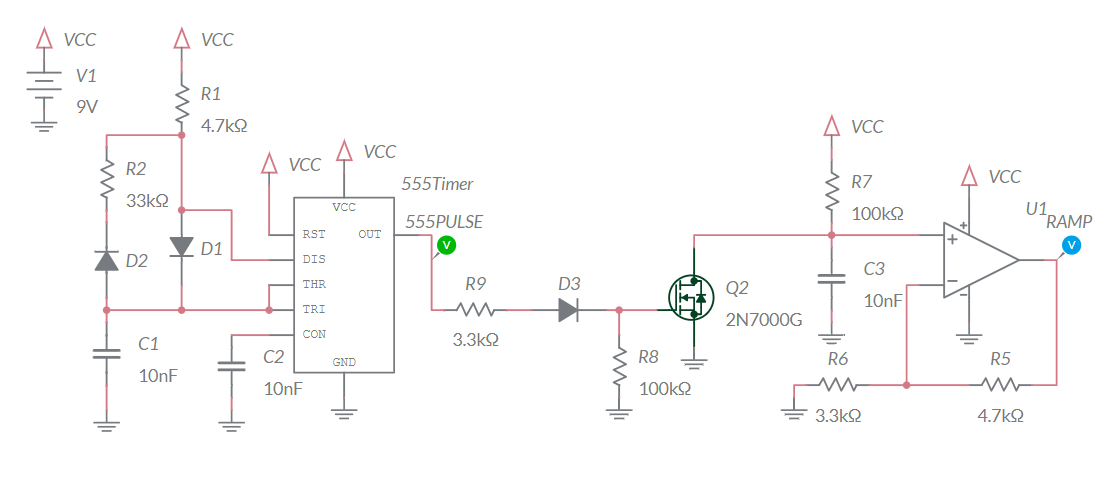 VCC
V1
9V
VCC
R1
4.7kΩ
R2
33kΩ
D2
D1
C1
10nF
C2
10nF
VCC
VCC
555Timer
VCC
RST
OUT
DIS
THR
TRI
CON
GND
555PULSE
V
R9
3.3kΩ
D3
R8
100kΩ
Q2
2N7000G
VCC
R7
100kΩ
C3
10nF
VCC
U1
RAMP
V
R6
3.3kΩ
R5
4.7kΩ